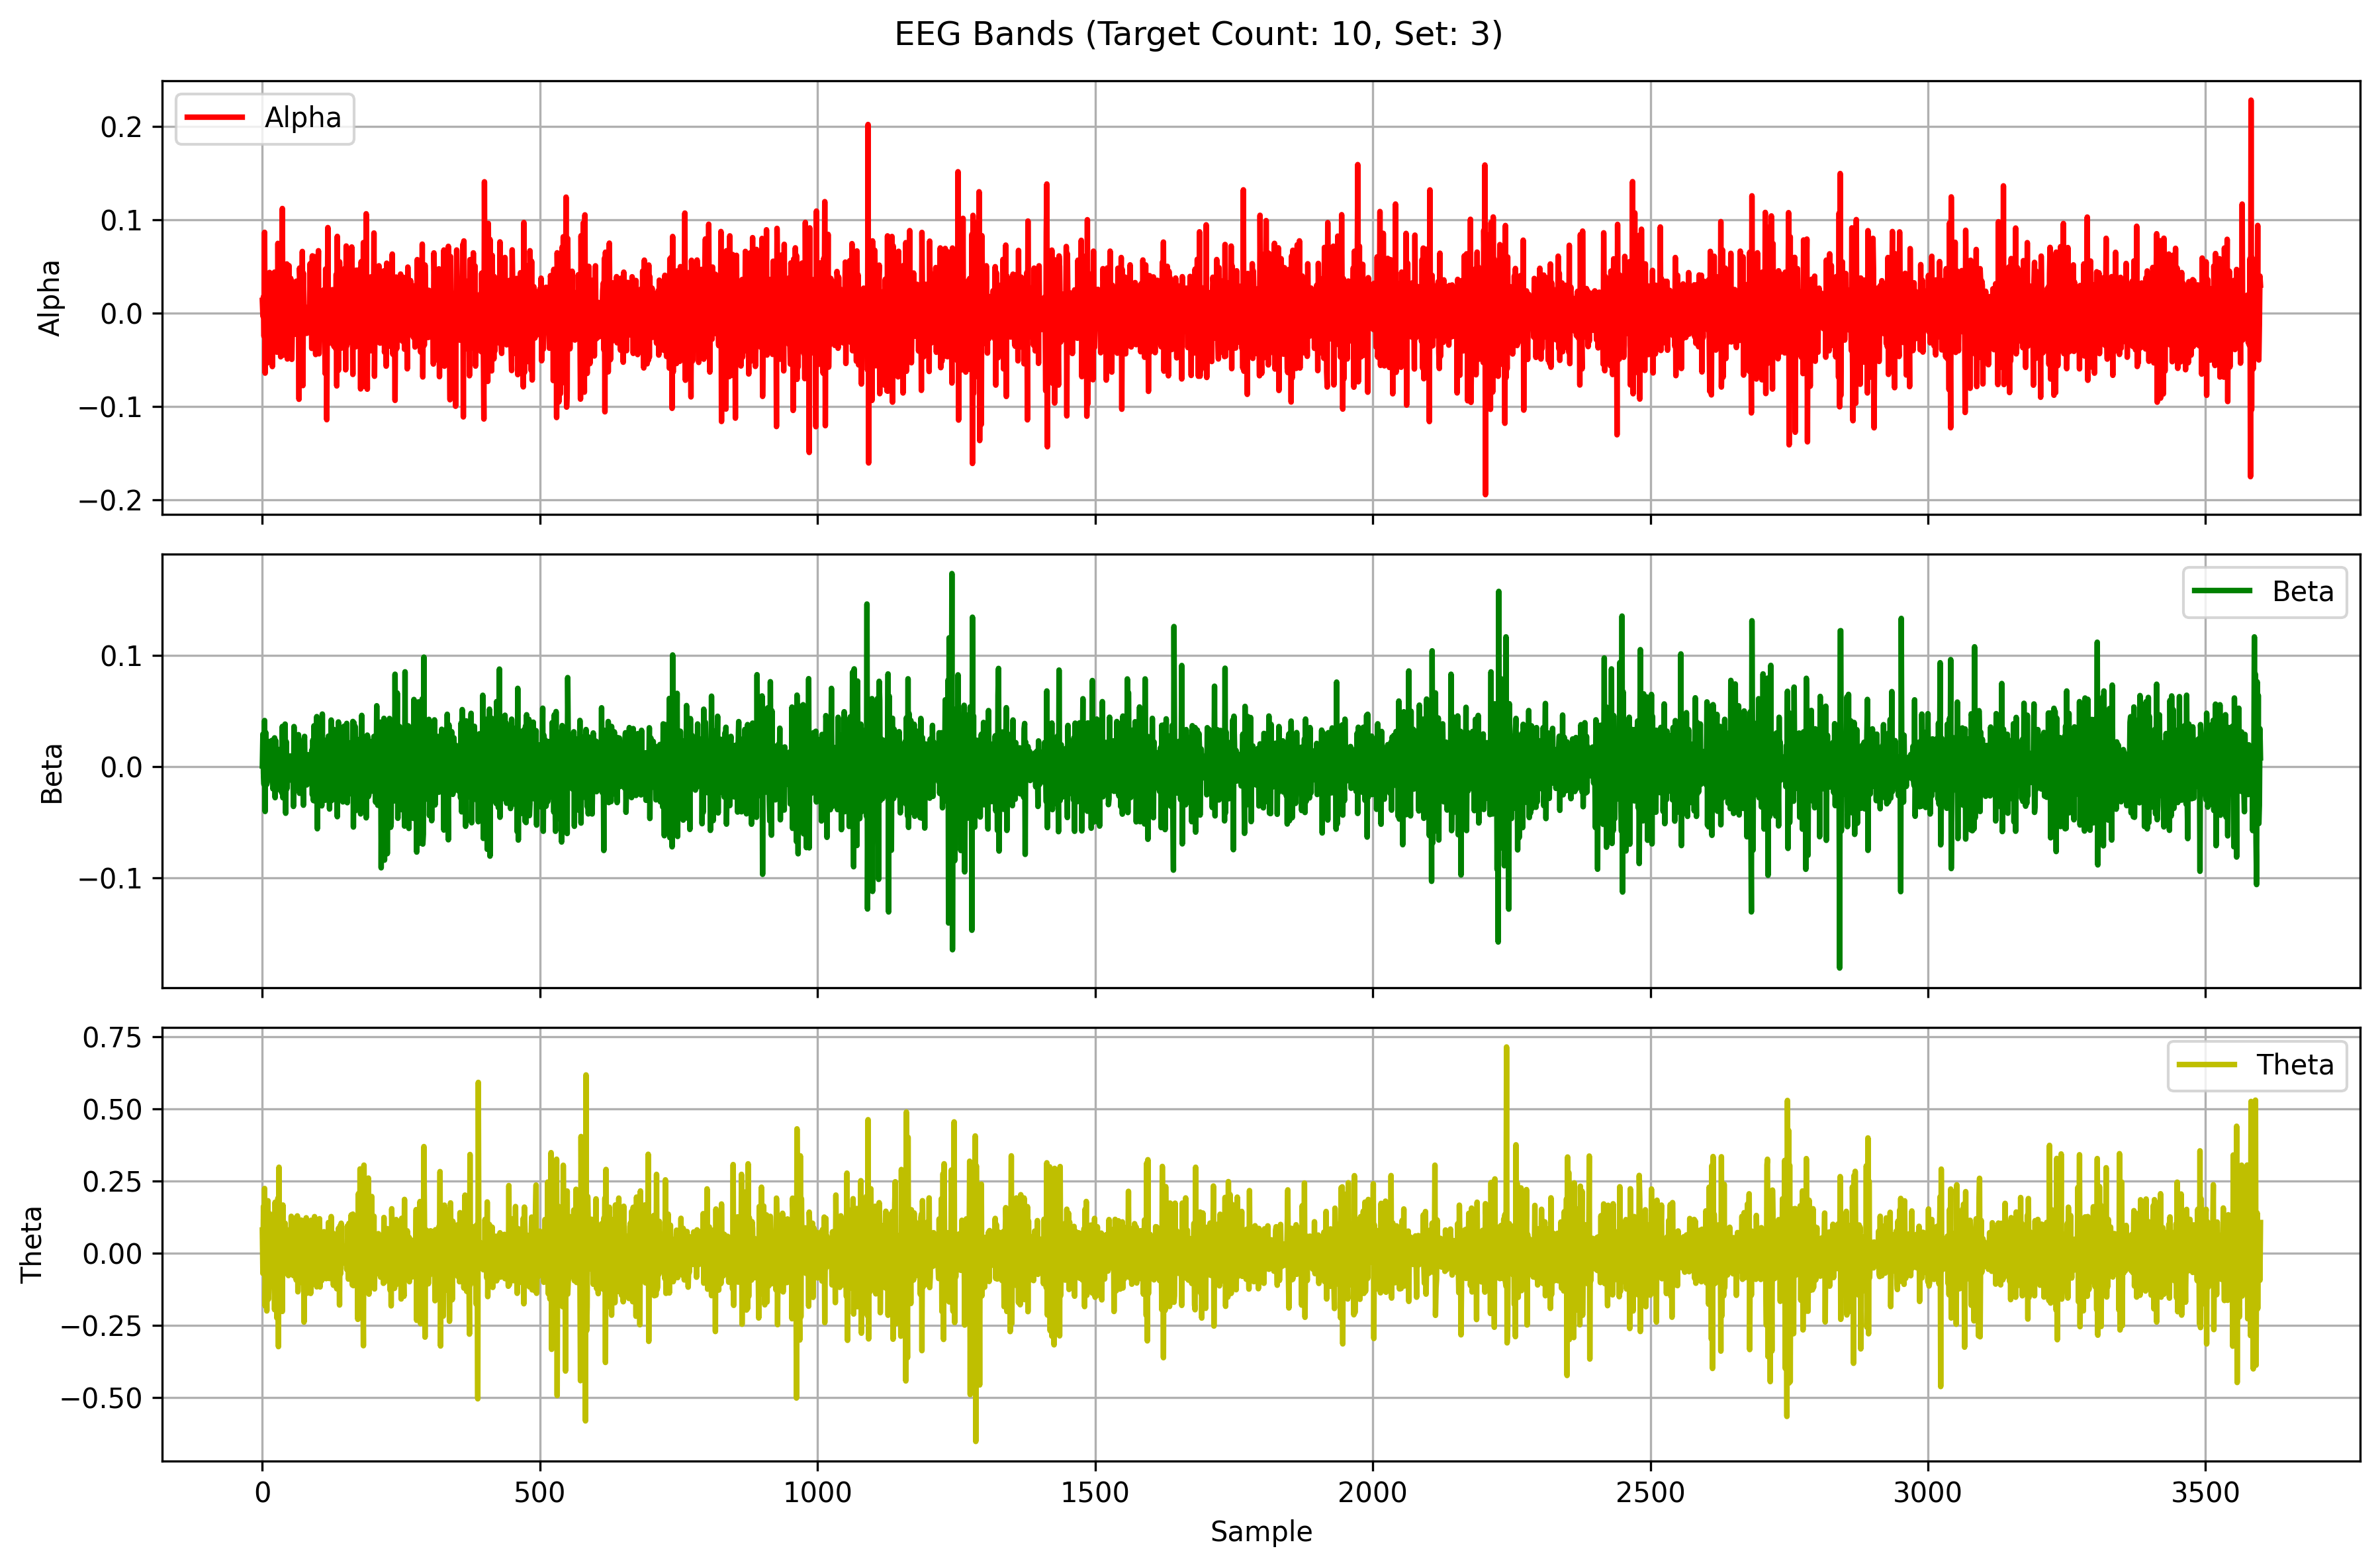 EEG Bands (Target Count: 10, Set: 3)
Alpha
0.2
0.1
0.0
−0.1
−0.2
Alpha
Beta
0.1
0.0
−0.1
Beta
Theta
0.75
0.50
0.25
0.00
−0.25
−0.50
Theta
0 500 1000 1500 2000 2500 3000 3500
Sample